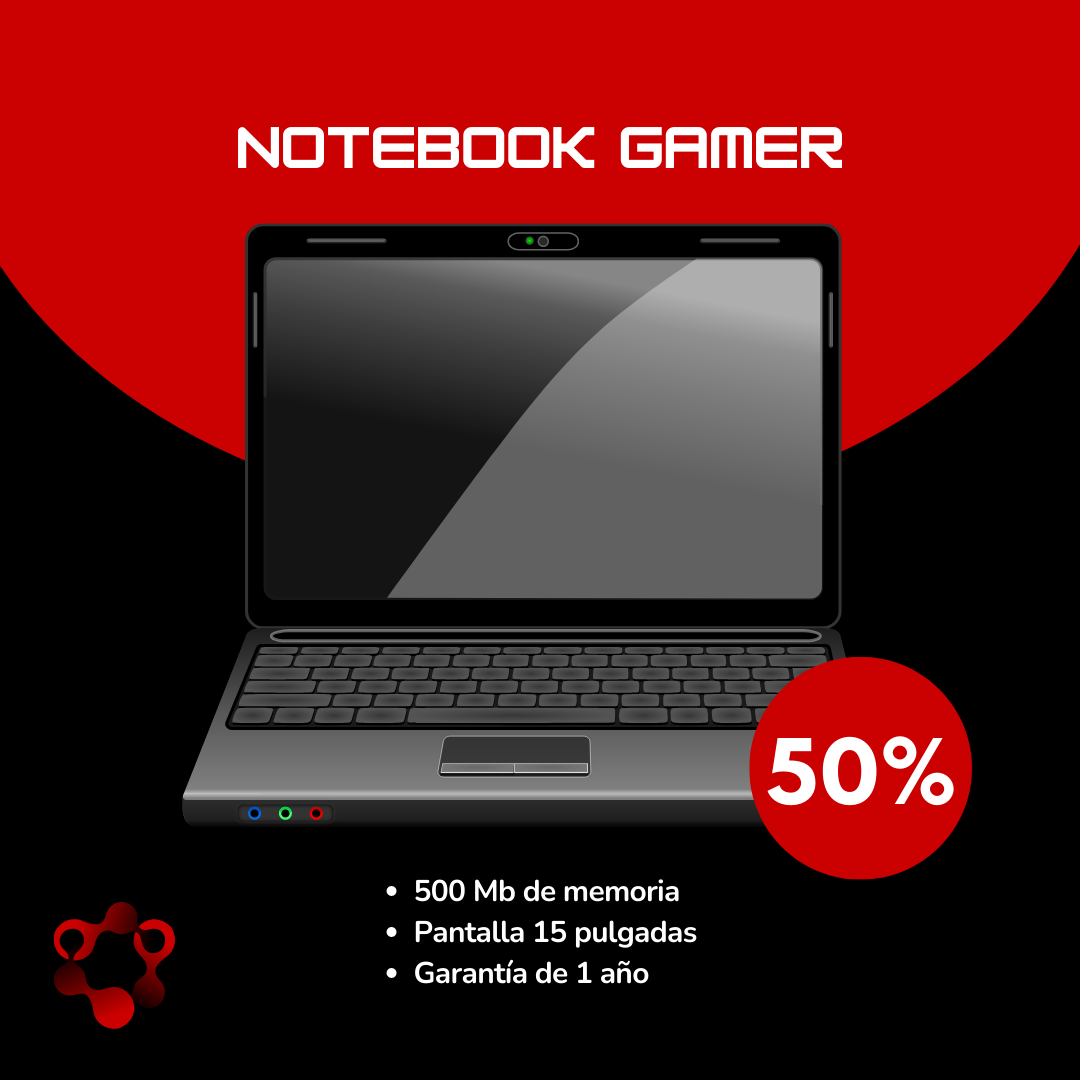 NOTEBOOK GAMER
50%
• 500 Mb de memoria
• Pantalla 15 pulgadas
• Garantía de 1 año